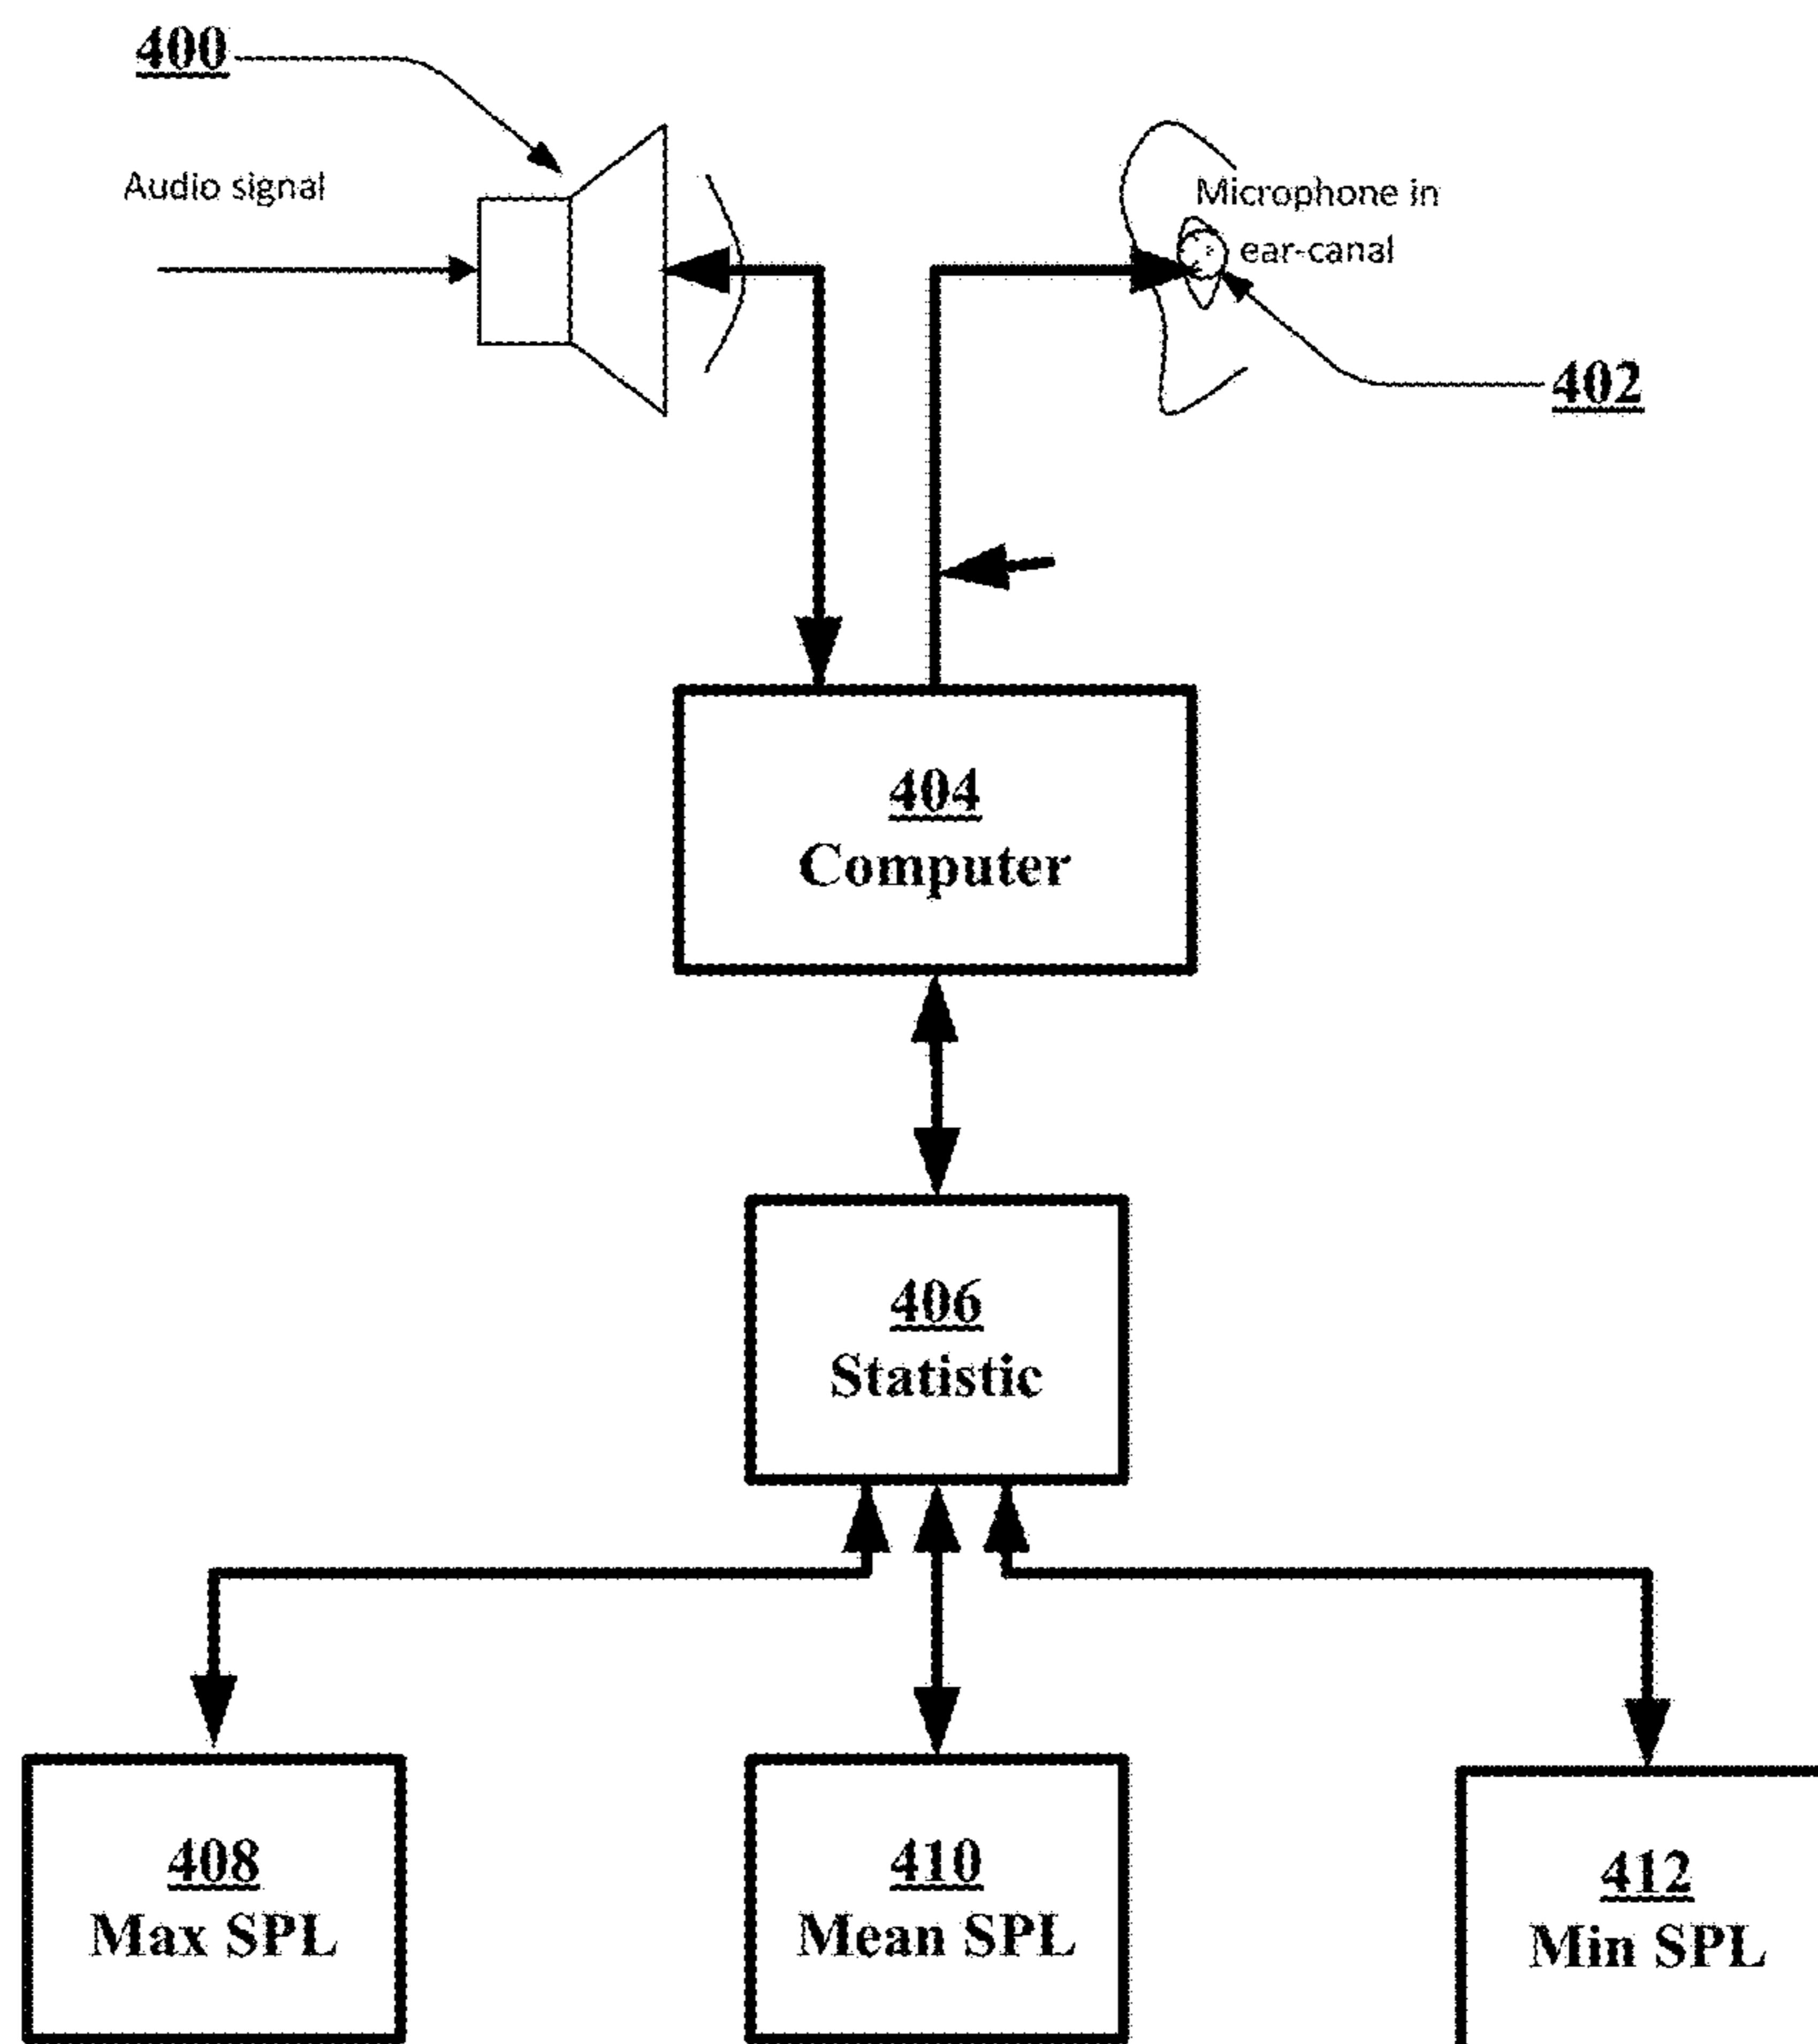 400
Audio signal
Microphone in
ear-canal
402
404
Computer
406
Statistic
408
Max SPL
410
Mean SPL
412
Min SPL